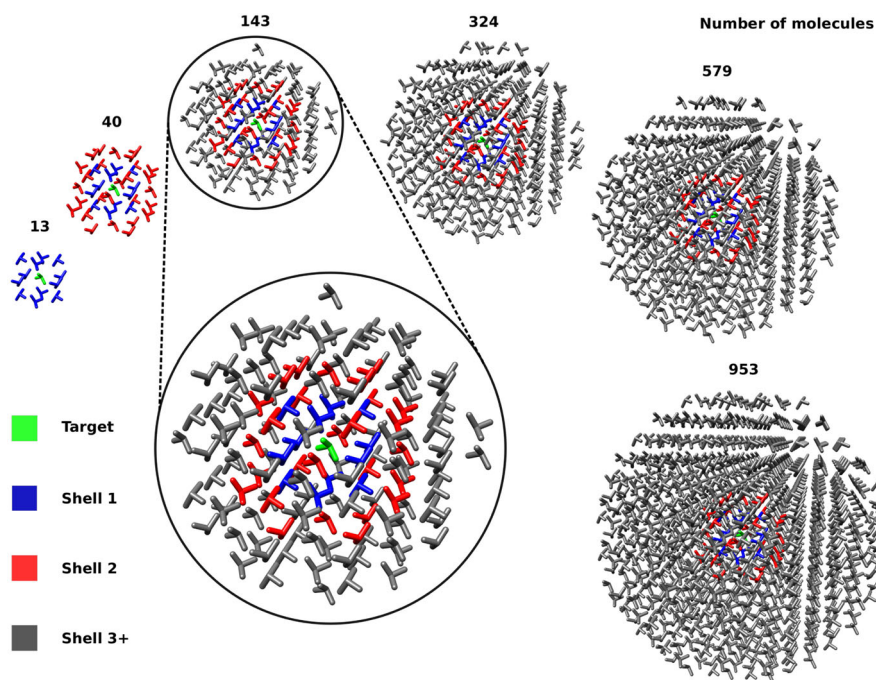 143
324
Number of molecules
579
40
13
953
Target
Shell 1
Shell 2
Shell 3+